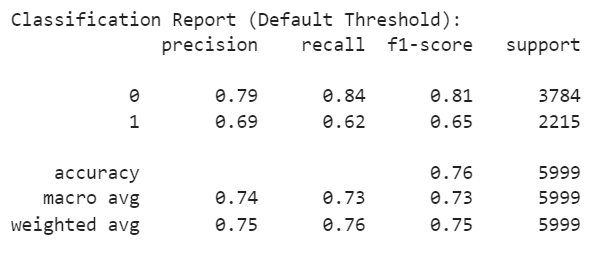 Classification Report (Default Threshold):
precision recall f1-score support
0 0.79 0.84 0.81 3784
1 0.69 0.62 0.65 2215
accuracy 0.76 5999
macro avg 0.74 0.73 0.73 5999
weighted avg 0.75 0.76 0.75 5999